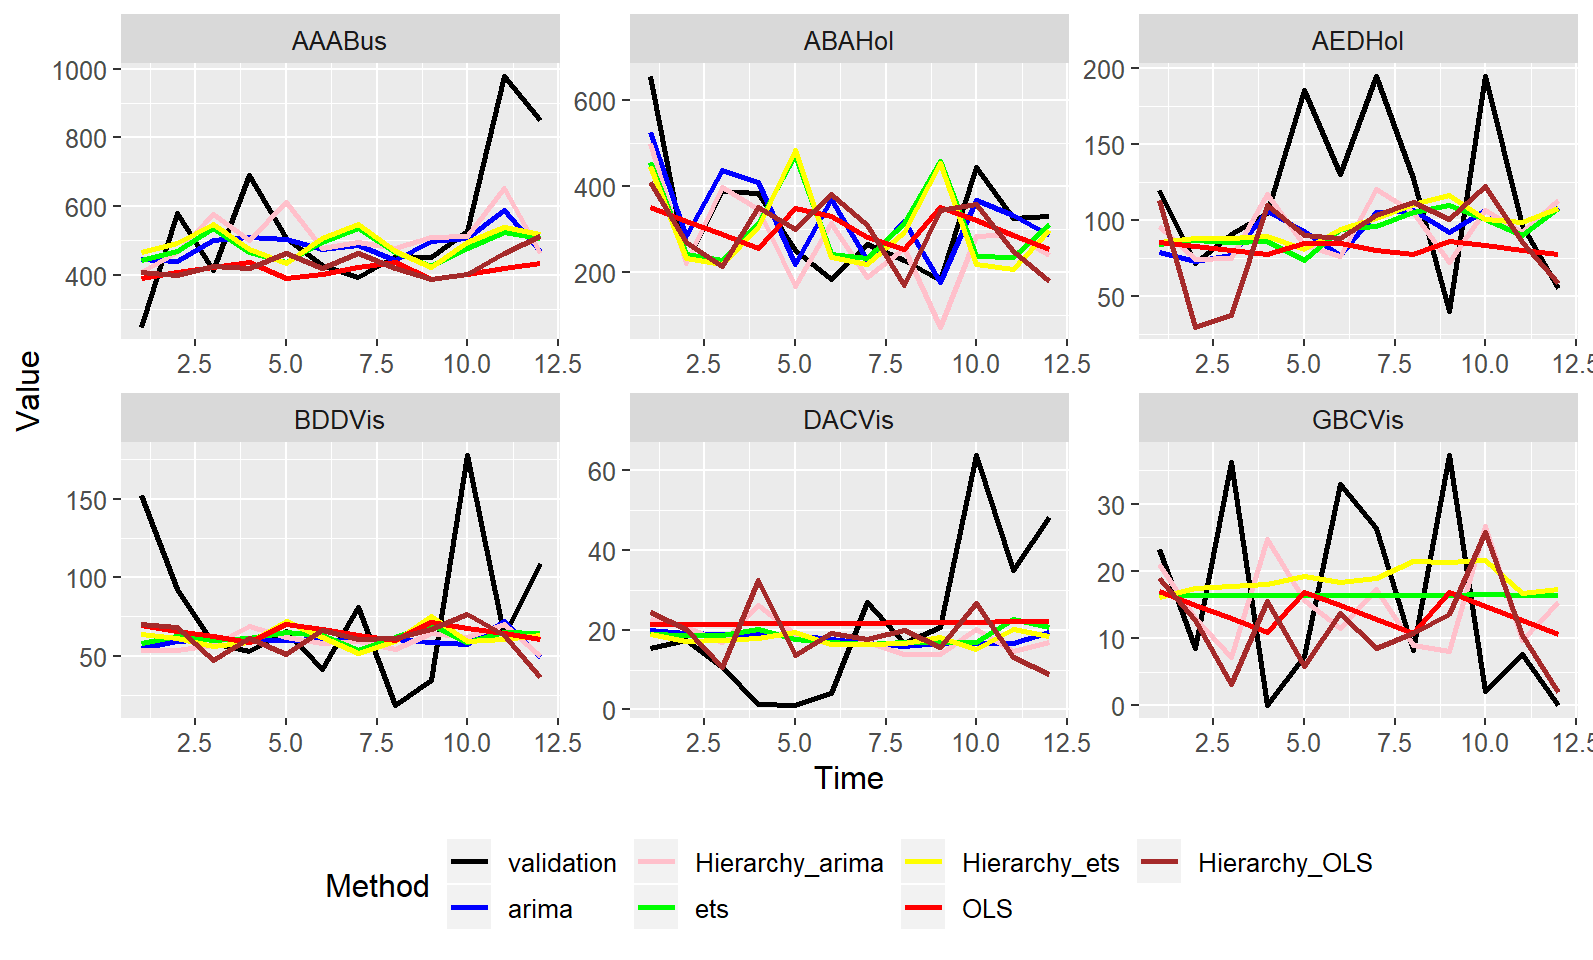 AAABus ABAHol AEDHol
1000 800 600 400
600 400 200
200 150 100 50
2.5 5.0 7.5 10.0 12.5 2.5 5.0 7.5 10.0 12.5 2.5 5.0 7.5 10.0 12.5
Value
BDDVis DACVis GBCVis
150 100 50
60 40 20 0
30 20 10 0
2.5 5.0 7.5 10.0 12.5 2.5 5.0 7.5 10.0 12.5 2.5 5.0 7.5 10.0 12.5
Time
Method
validation Hierarchy_arima Hierarchy_ets Hierarchy_OLS
arima ets OLS